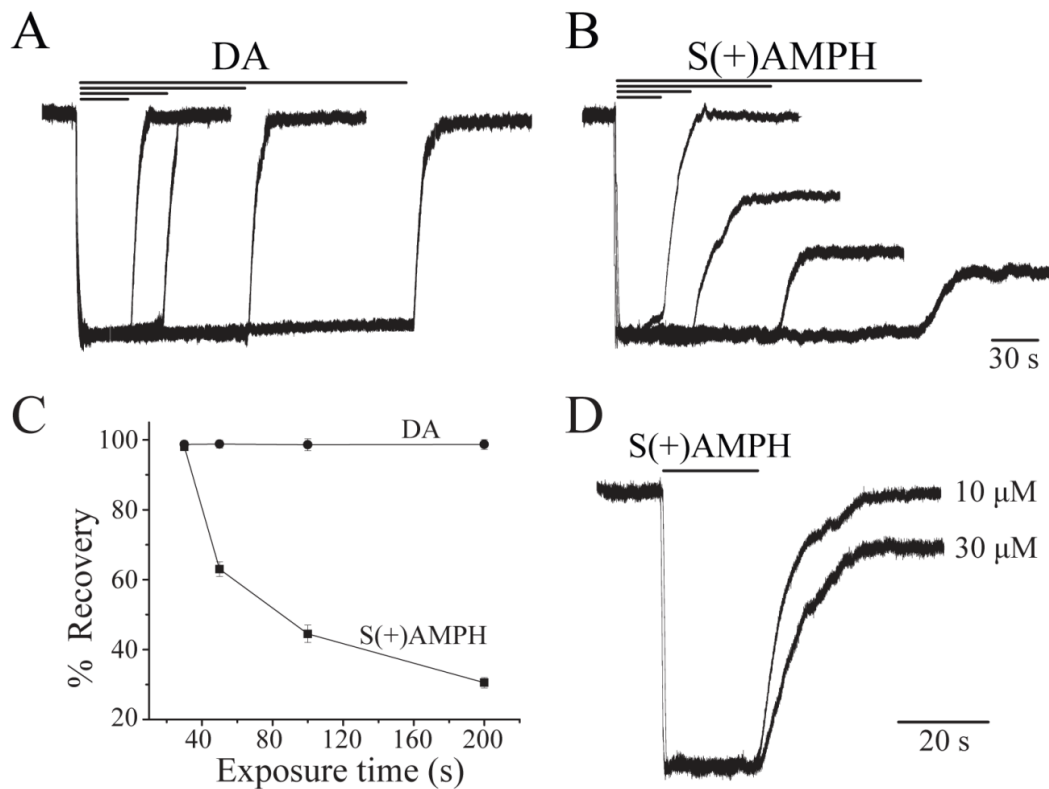 A
DA
B
S(+)AMPH
30 s
C
100
80
60
40
20
% Recovery
DA
S(+)AMPH
40 80 120 160 200
Exposure time (s)
D
S(+)AMPH
10 μM
30 μM
20 s